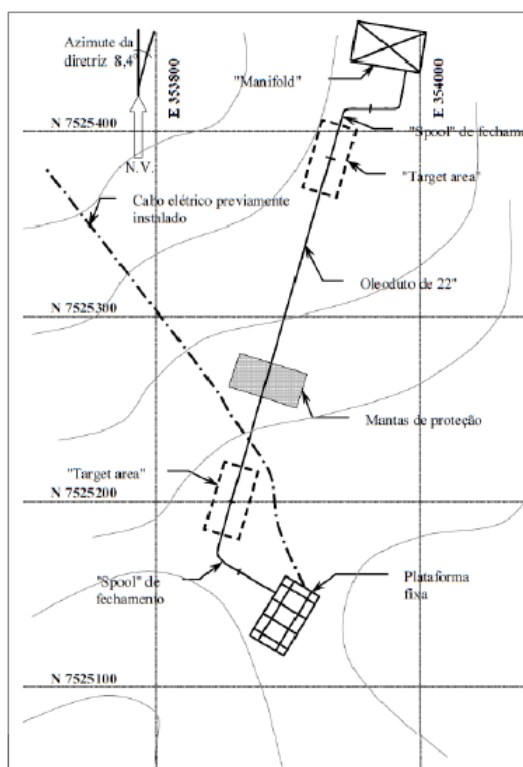 Azimute da
diretriz 8,4°
E 353800
E 354000
"Manifold"
N 7525400
"Spool" de fechame
N.V.
"Target area"
Cabo elétrico previamente
instalado
Oleoduto de 22"
N 7525300
Mantas de proteção
"Target area"
N 7525200
"Spool" de
fechamento
Plataforma
fixa
N 7525100